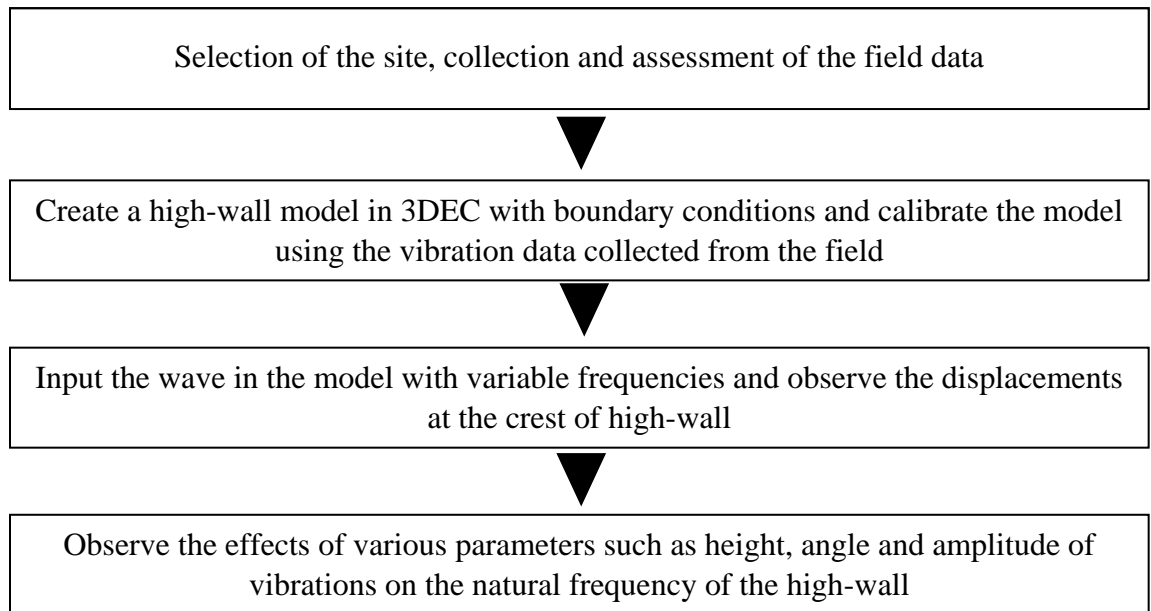 Selection of the site, collection and assessment of the field data
Create a high-wall model in 3DEC with boundary conditions and calibrate the model
using the vibration data collected from the field
Input the wave in the model with variable frequencies and observe the displacements
at the crest of high-wall
Observe the effects of various parameters such as height, angle and amplitude of
vibrations on the natural frequency of the high-wall